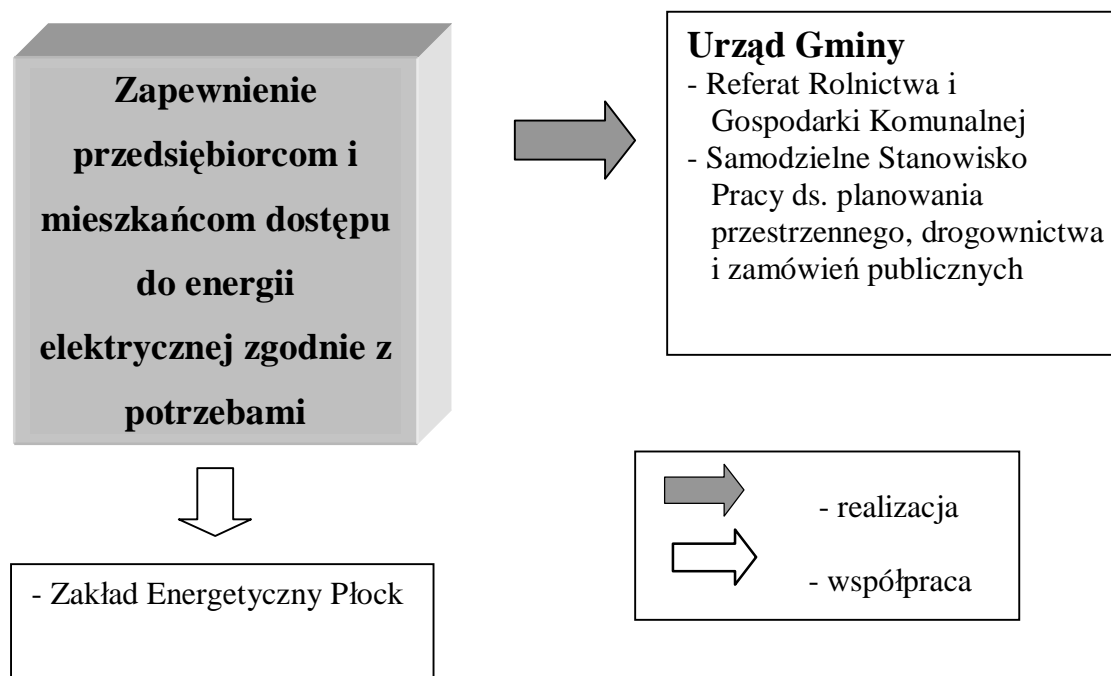 Zapewnienie
przedsiębiorcom i
mieszkańcom dostępu
do energii
elektrycznej zgodnie z
potrzebami
Urząd Gminy
- Referat Rolnictwa i
Gospodarki Komunalnej
- Samodzielne Stanowisko
Pracy ds. planowania
przestrzennego, drogownictwa
i zamówień publicznych
- realizacja
- współpraca
- Zakład Energetyczny Płock